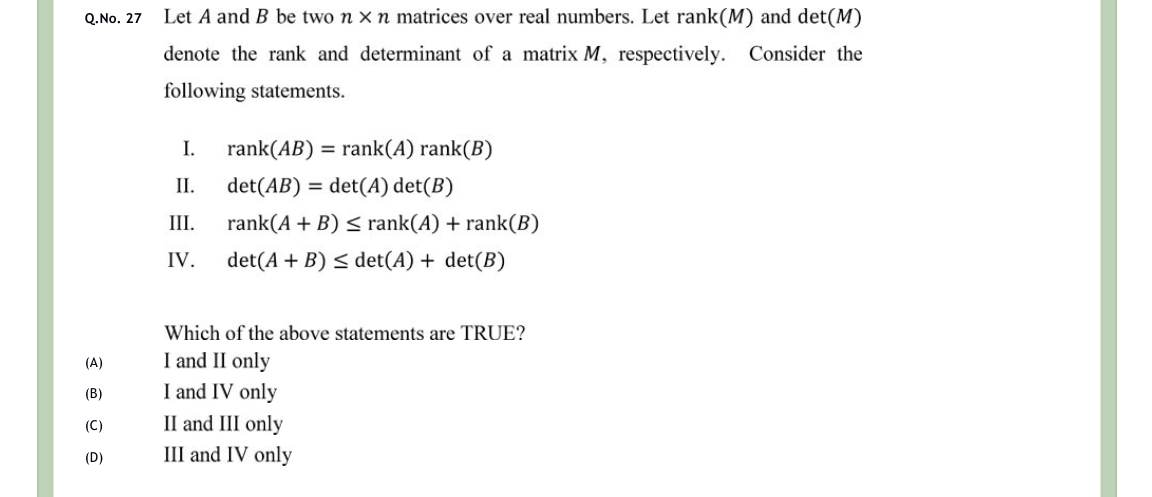 Q.No. 27 Let A and B be two n × n matrices over real numbers. Let rank(M) and det(M)
denote the rank and determinant of a matrix M, respectively. Consider the
following statements.
I. rank(AB) = rank(A) rank(B)
II. det(AB) = det(A) det(B)
III. rank(A + B) ≤ rank(A) + rank(B)
IV. det(A + B) ≤ det(A) + det(B)
Which of the above statements are TRUE?
(A) I and II only
(B) I and IV only
(C) II and III only
(D) III and IV only